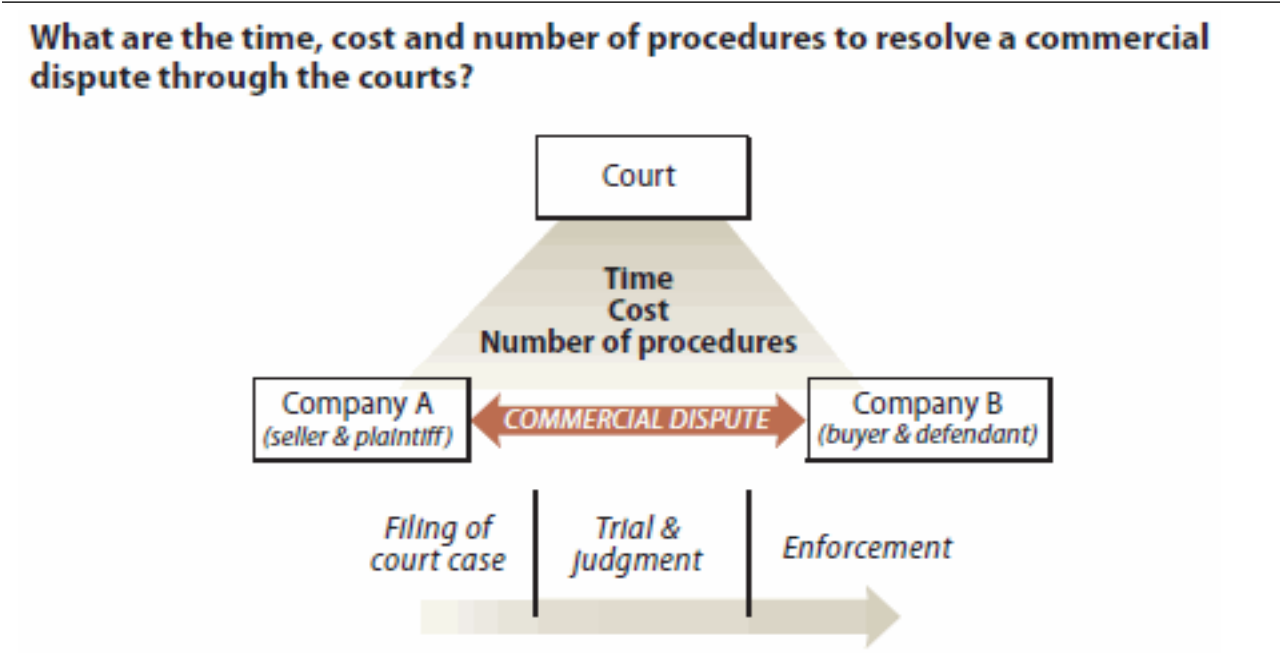 What are the time, cost and number of procedures to resolve a commercial
dispute through the courts?
Court
Time
Cost
Number of procedures
Company A
(seller & plaintiff)
COMMERCIAL DISPUTE
Company B
(buyer & defendant)
Filing of
court case
Trial &
judgment
Enforcement